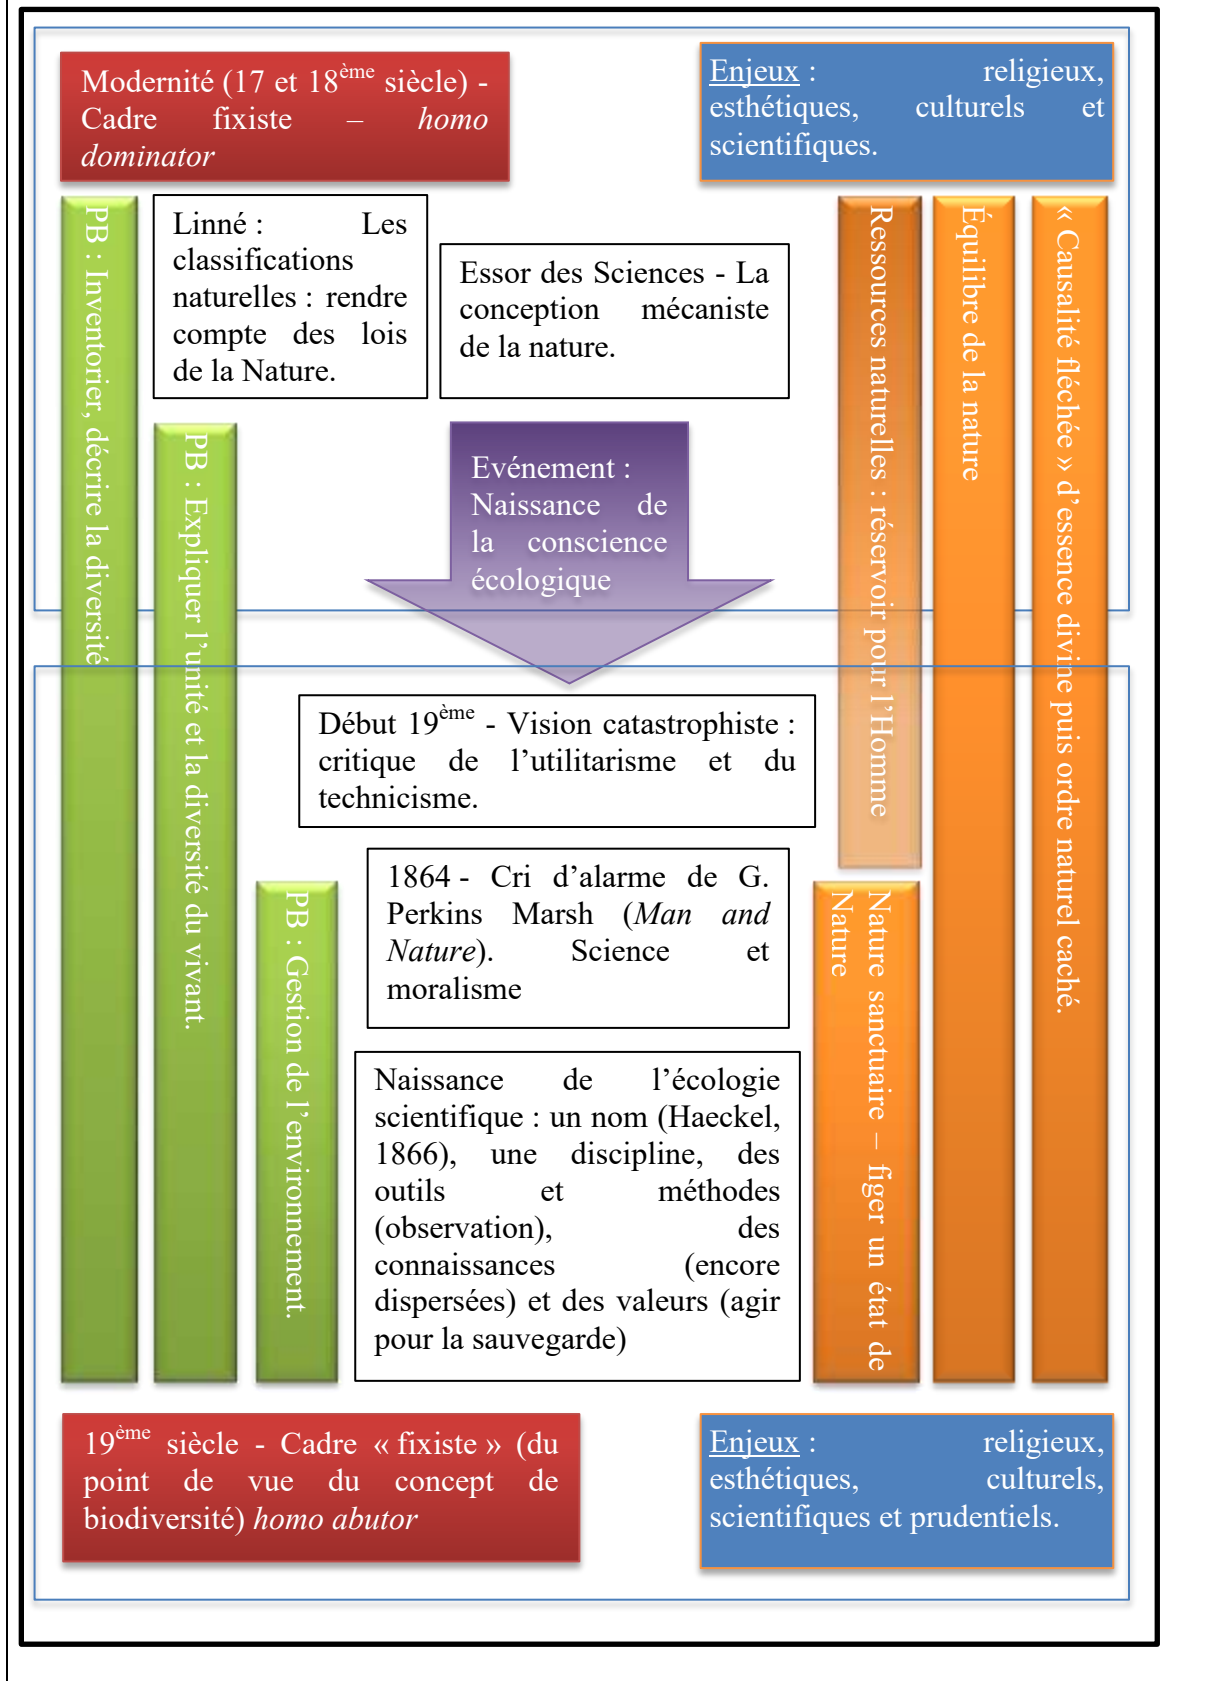 Modernité (17 et 18ème siècle) -
Cadre fixiste – homo
dominator
Enjeux : religieux,
esthétiques, culturels et
scientifiques.
PB : Inventorier, décrire la diversité
Linné : Les
classifications
naturelles : rendre
compte des lois
de la Nature.
Essor des Sciences - La
conception mécaniste
de la nature.
Ressources naturelles : réservoir pour l’Homme
Équilibre de la nature
« Causalité fléchée » d’essence divine puis ordre naturel caché.
PB : Expliquer l’unité et la diversité du vivant.
Evénement :
Naissance de
la conscience
écologique
Début 19ème - Vision catastrophiste :
critique de l’utilitarisme et du
technicisme.
1864 - Cri d’alarme de G.
Perkins Marsh (Man and
Nature). Science et
moralisme
PB : Gestion de l’environnement.
Nature sanctuaire – figer un état de
Nature
Naissance de l’écologie
scientifique : un nom (Haeckel,
1866), une discipline, des
outils et méthodes
(observation), des
connaissances (encore
dispersées) et des valeurs (agir
pour la sauvegarde)
19ème siècle - Cadre « fixiste » (du
point de vue du concept de
biodiversité) homo abutor
Enjeux : religieux,
esthétiques, culturels,
scientifiques et prudentiels.